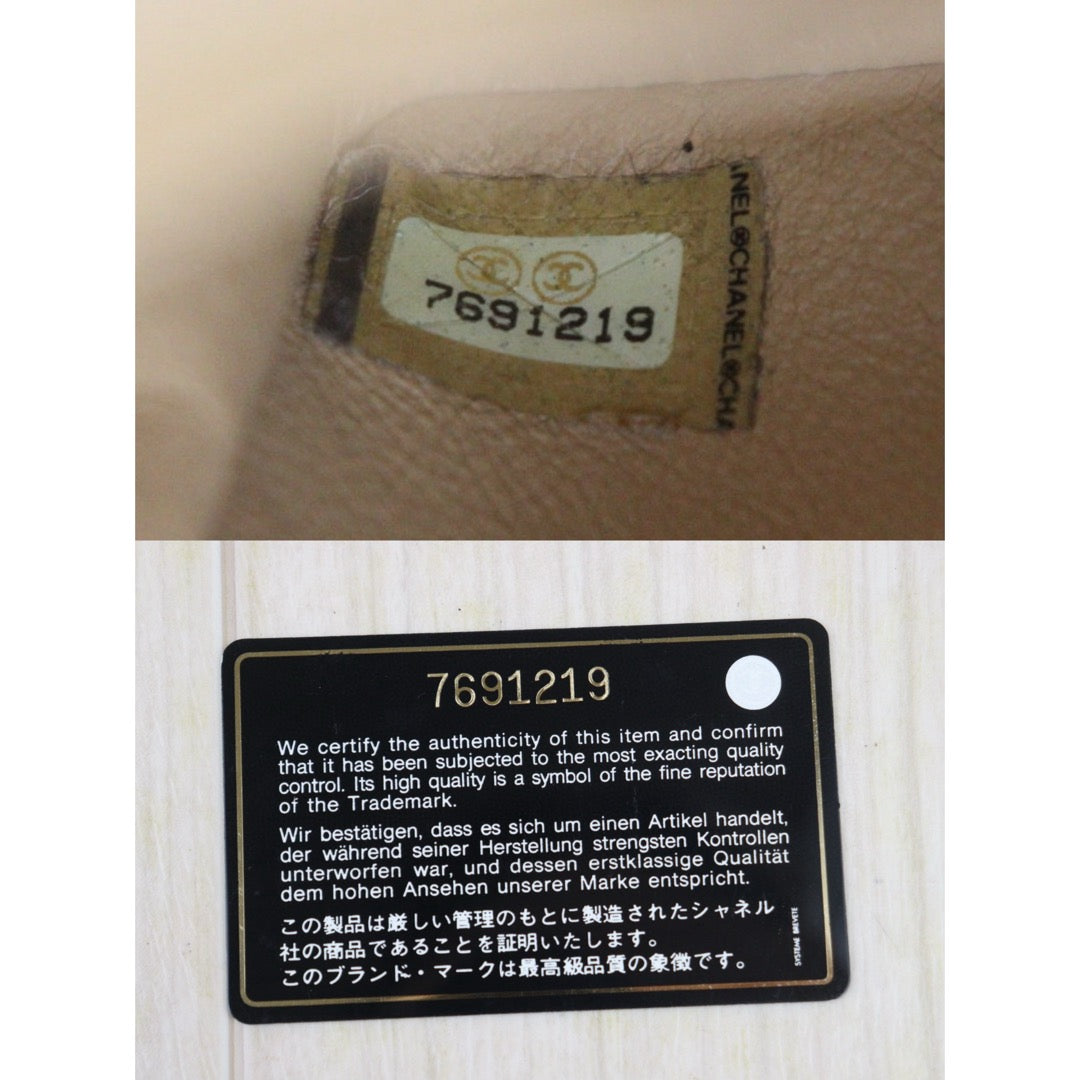 7691219
ANEL®CHANEL®CHA
7691219
We certify the authenticity of this item and confirm
that it has been subjected to the most exacting quality
control. Its high quality is a symbol of the fine reputation
of the Trademark.
Wir bestätigen, dass es sich um einen Artikel handelt,
der während seiner Herstellung strengsten Kontrollen
unterworfen war, und dessen erstklassige Qualität
dem hohen Ansehen unserer Marke entspricht.
この製品は厳しい管理のもとに製造されたシャネル
社の商品であることを証明いたします。
このブランド・マークは最高級品質の象徴です。
SYSTEME BREVETE